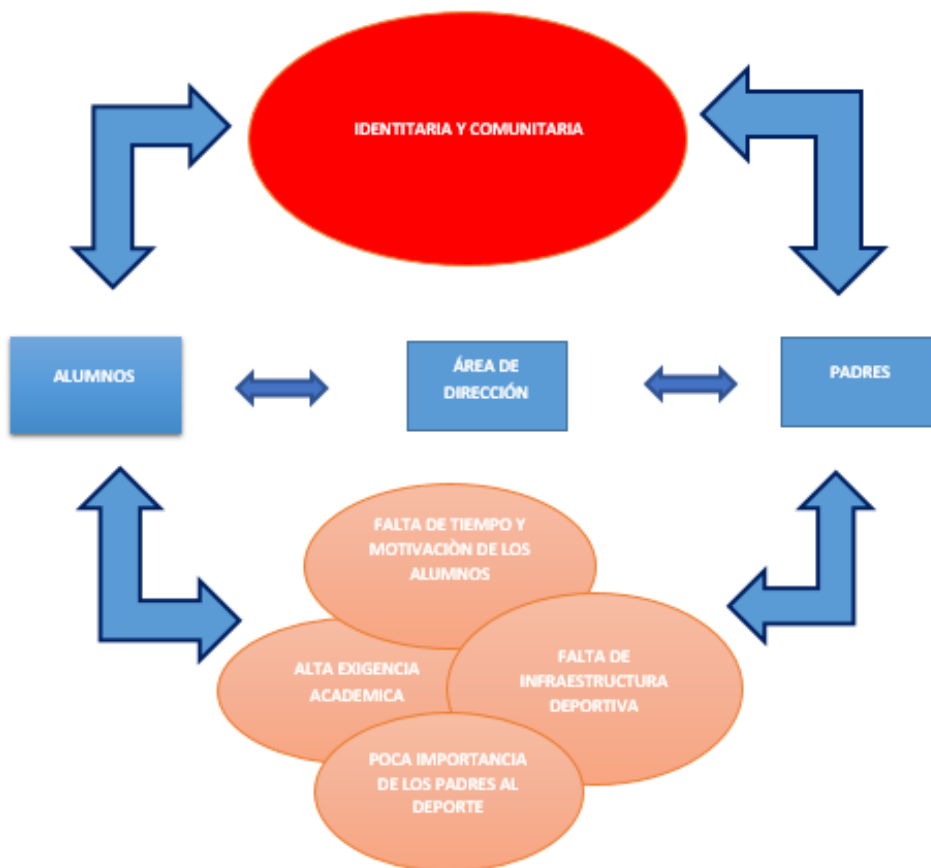 IDENTITARIA Y COMUNITARIA
ALUMNOS
ÁREA DE
DIRECCIÓN
PADRES
FALTA DE TIEMPO Y
MOTIVACIÒN DE LOS
ALUMNOS
ALTA EXIGENCIA
ACADEMICA
FALTA DE
INFRAESTRUCTURA
DEPORTIVA
POCA IMPORTANCIA
DE LOS PADRES AL
DEPORTE